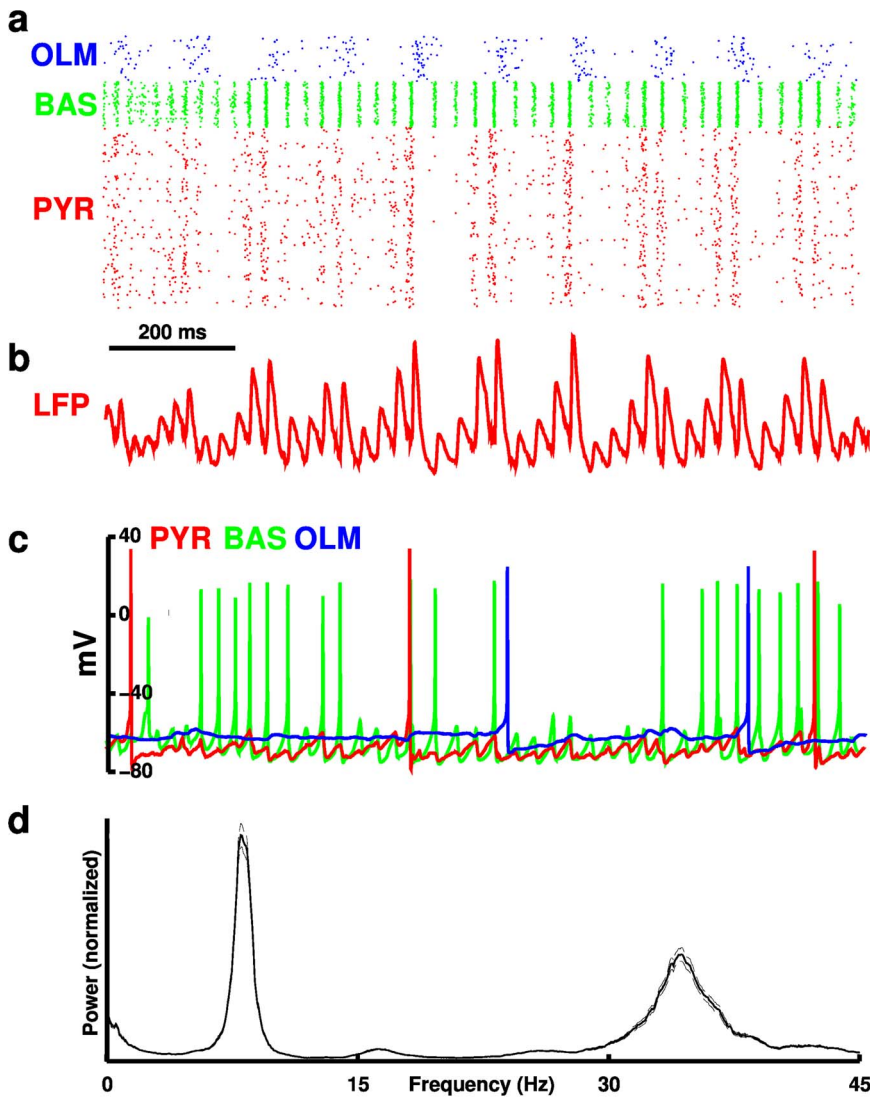 a
OLM
BAS
PYR
200 ms
b
LFP
c
PYR BAS OLM
40
0
−40
−80
mV
d
Power (normalized)
0
15
30
45
Frequency (Hz)